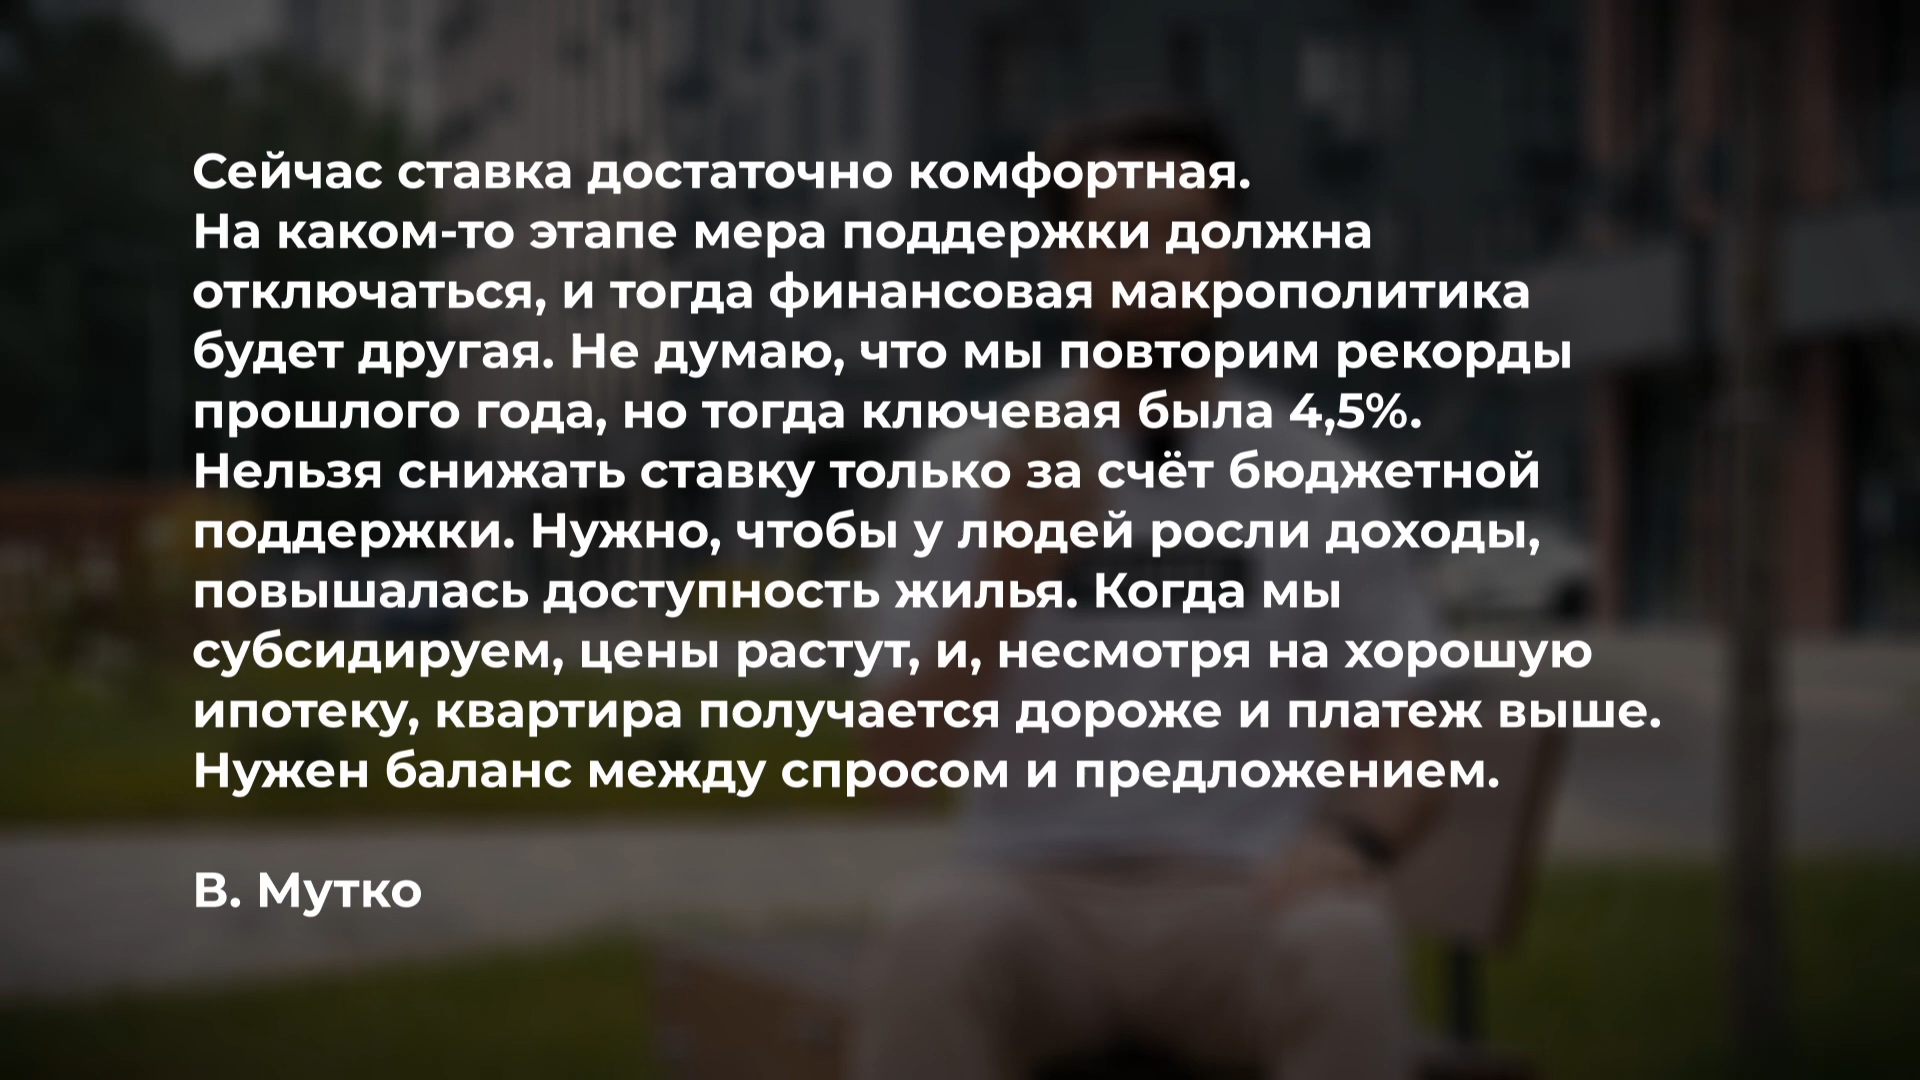 Сейчас ставка достаточно комфортная.
На каком-то этапе мера поддержки должна
отключаться, и тогда финансовая макрополитика
будет другая. Не думаю, что мы повторим рекорды
прошлого года, но тогда ключевая была 4,5%.
Нельзя снижать ставку только за счёт бюджетной
поддержки. Нужно, чтобы у людей росли доходы,
повышалась доступность жилья. Когда мы
субсидируем, цены растут, и, несмотря на хорошую
ипотеку, квартира получается дороже и платеж выше.
Нужен баланс между спросом и предложением.
В. Мутко